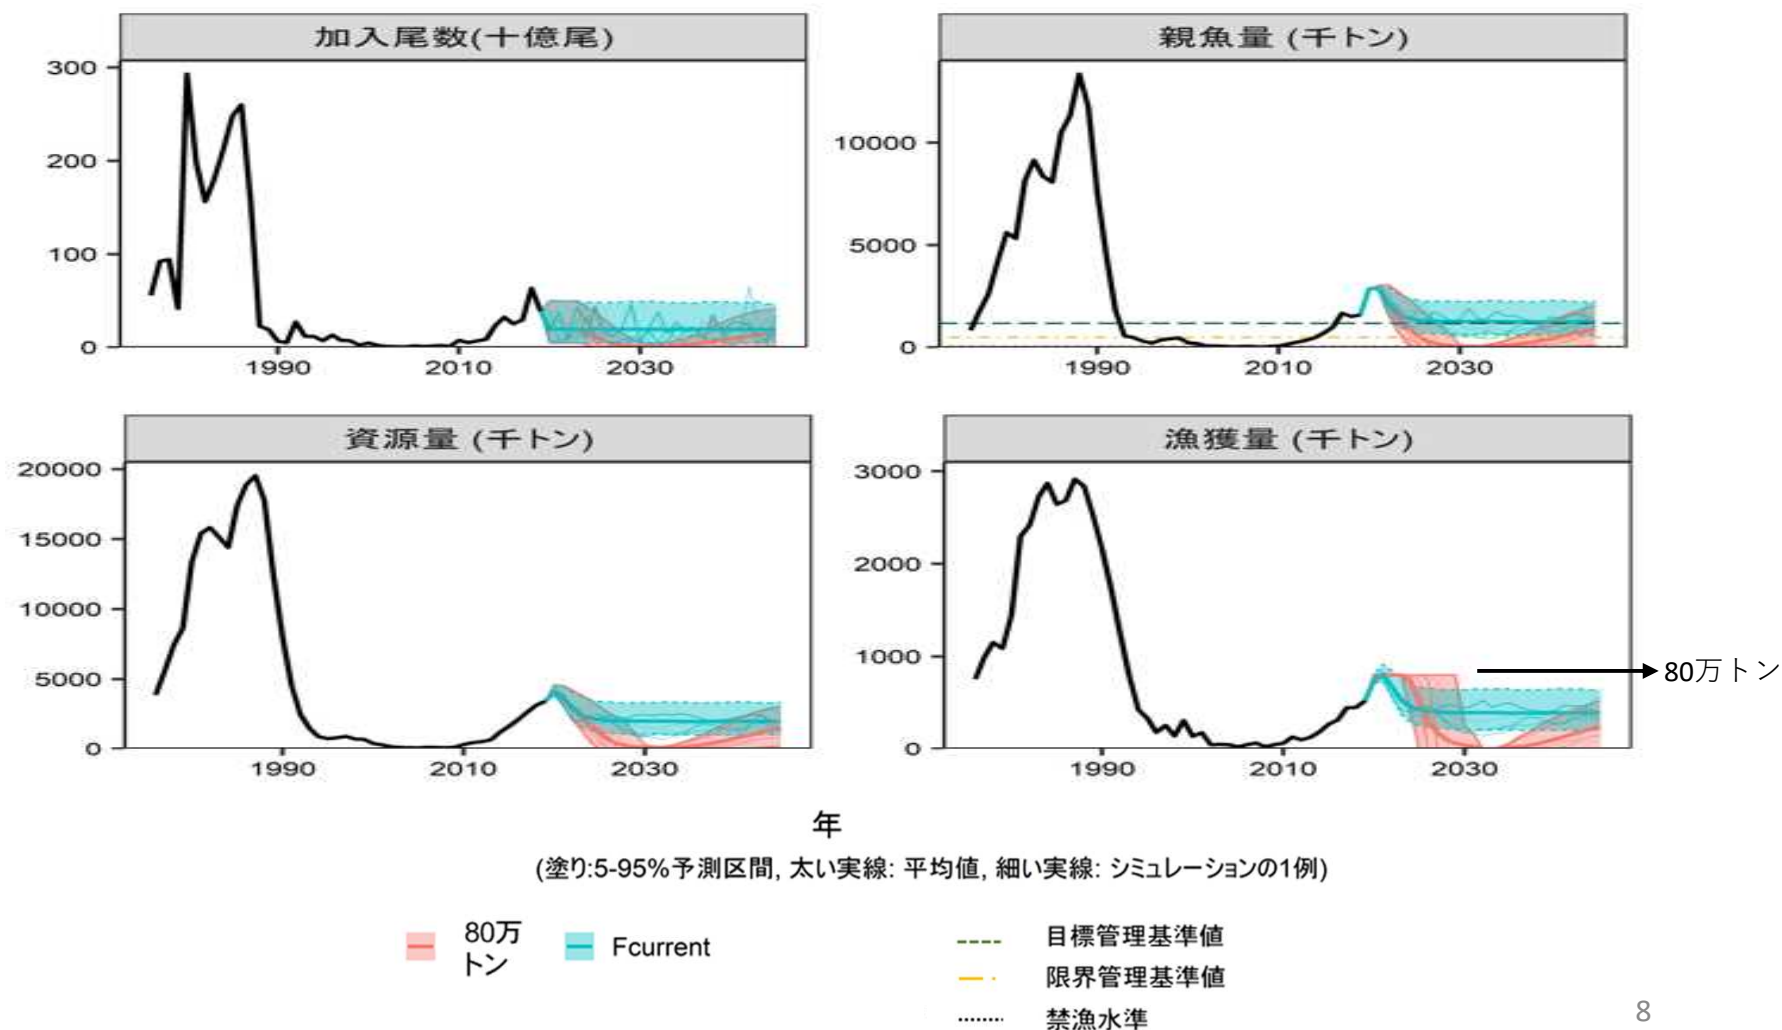 加入尾数(十億尾)
300
200
100
0
1990
2010
2030
親魚量 (千トン)
10000
5000
0
1990
2010
2030
資源量 (千トン)
20000
15000
10000
5000
0
1990
2010
2030
漁獲量 (千トン)
3000
2000
1000
0
1990
2010
2030
80万トン
年
(塗り:5-95%予測区間, 太い実線: 平均値, 細い実線: シミュレーションの1例)
80万
トン
Fcurrent
目標管理基準値
限界管理基準値
禁漁水準
8